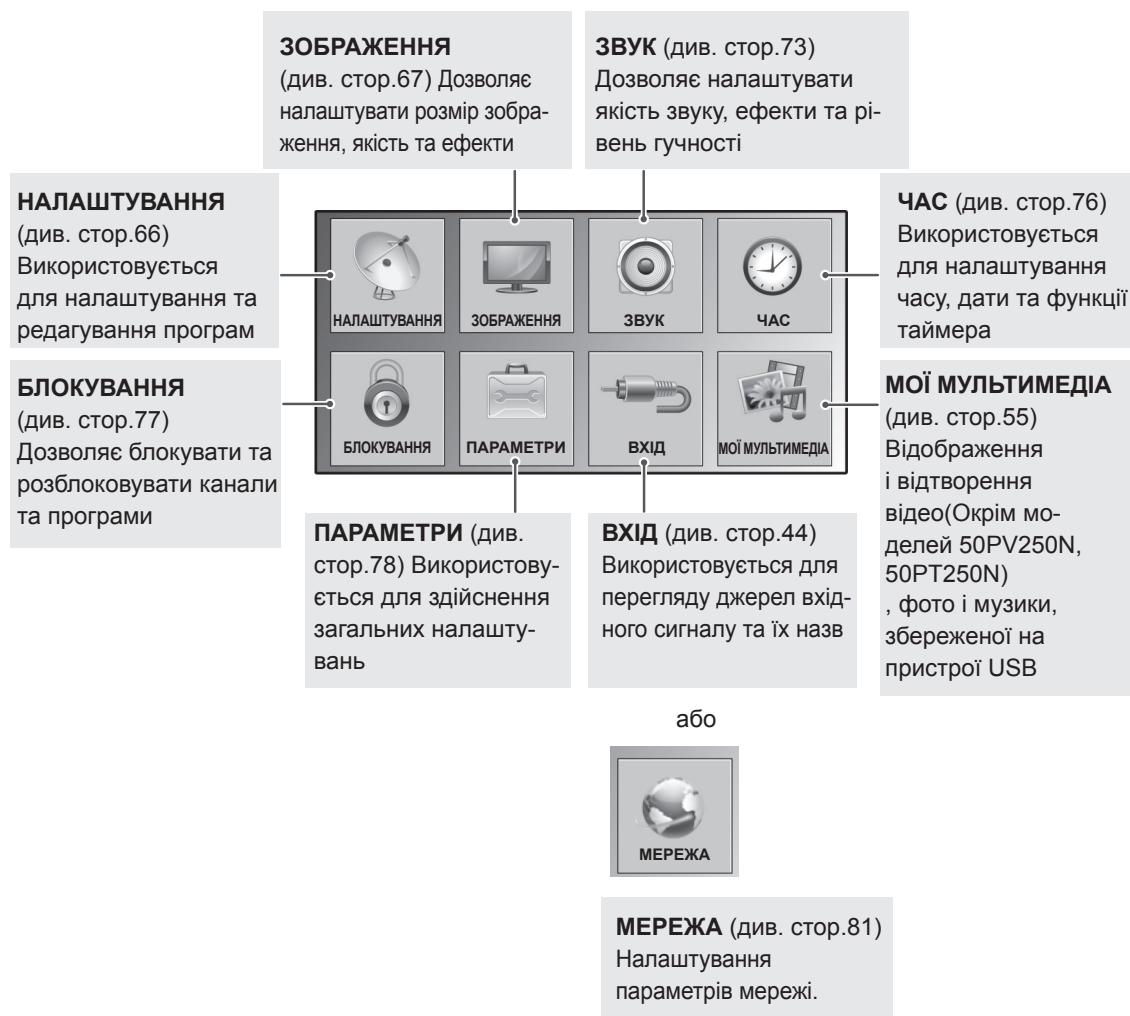 ЗОБРАЖЕННЯ
(див. стор.67) Дозволяє
налаштувати розмір зобра-
ження, якість та ефекти
ЗВУК (див. стор.73)
Дозволяє налаштувати
якість звуку, ефекти та рі-
вень гучності
НАЛАШТУВАННЯ
(див. стор.66)
Використовується
для налаштування та
редагування програм
ЧАС (див. стор.76)
Використовується
для налаштування
часу, дати та функції
таймера
НАЛАШТУВАННЯ
ЗОБРАЖЕННЯ
ЗВУК
ЧАС
БЛОКУВАННЯ
ПАРАМЕТРИ
ВХІД
МОЇ МУЛЬТИМЕДІА
БЛОКУВАННЯ
(див. стор.77)
Дозволяє блокувати та
розблоковувати канали
та програми
МОЇ МУЛЬТИМЕДІА
(див. стор.55)
Відображення
і відтворення
відео(Окрім мо-
делей 50PV250N,
50PT250N)
, фото і музики,
збереженої на
пристрої USB
ПАРАМЕТРИ (див.
стор.78) Використову-
ється для здійснення
загальних налашту-
вань
ВХІД (див. стор.44)
Використовується для
перегляду джерел вхід-
ного сигналу та їх назв
або
МЕРЕЖА
МЕРЕЖА (див. стор.81)
Налаштування
параметрів мережі.